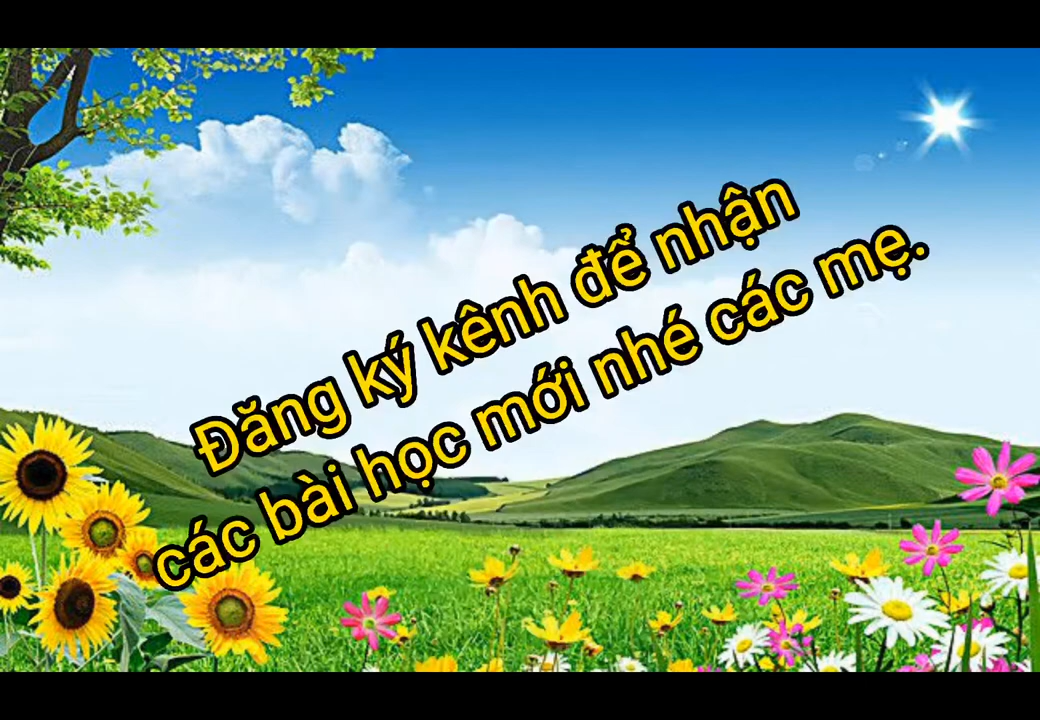 Đăng ký kênh để nhận
các bài học mới nhé các mẹ.